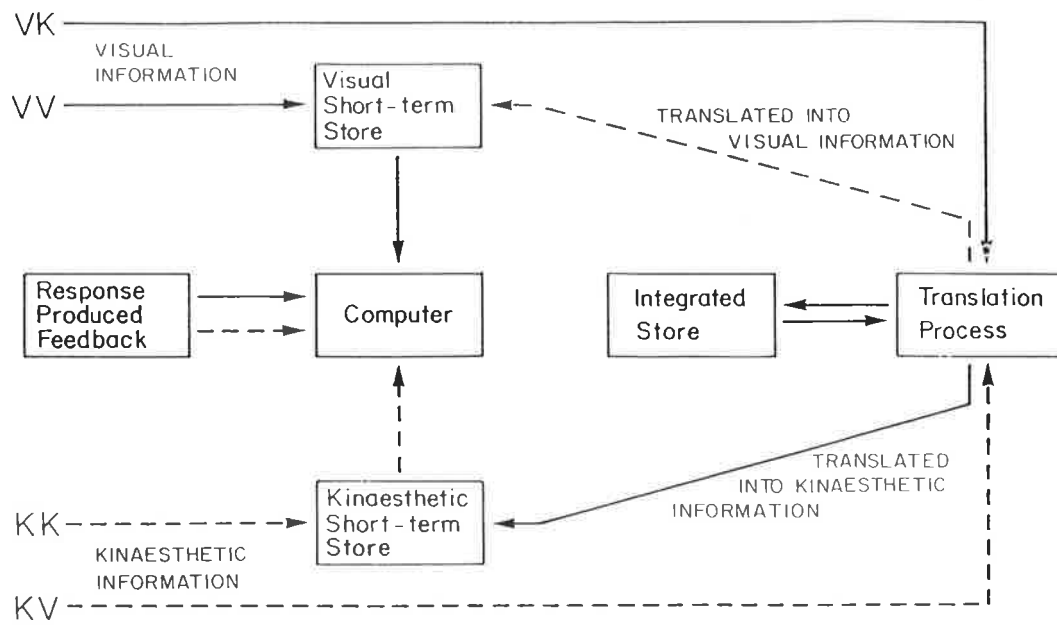 VK
VISUAL
INFORMATION
VV
Visual
Short-term
Store
TRANSLATED INTO
VISUAL INFORMATION
Response
Produced
Feedback
Computer
Integrated
Store
Translation
Process
KK
KINAESTHETIC
INFORMATION
KV
Kinaesthetic
Short-term
Store
TRANSLATED
INTO KINAESTHETIC
INFORMATION